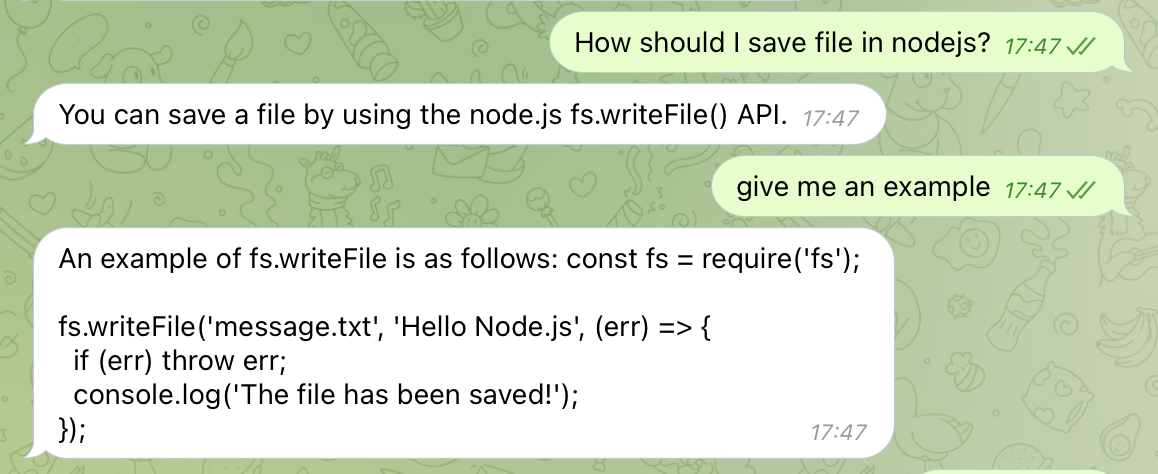 How should I save file in nodejs? 17:47
You can save a file by using the node.js fs.writeFile() API. 17:47
give me an example 17:47
An example of fs.writeFile is as follows: const fs = require('fs');
fs.writeFile('message.txt', 'Hello Node.js', (err) => {
  if (err) throw err;
  console.log('The file has been saved!');
}); 17:47